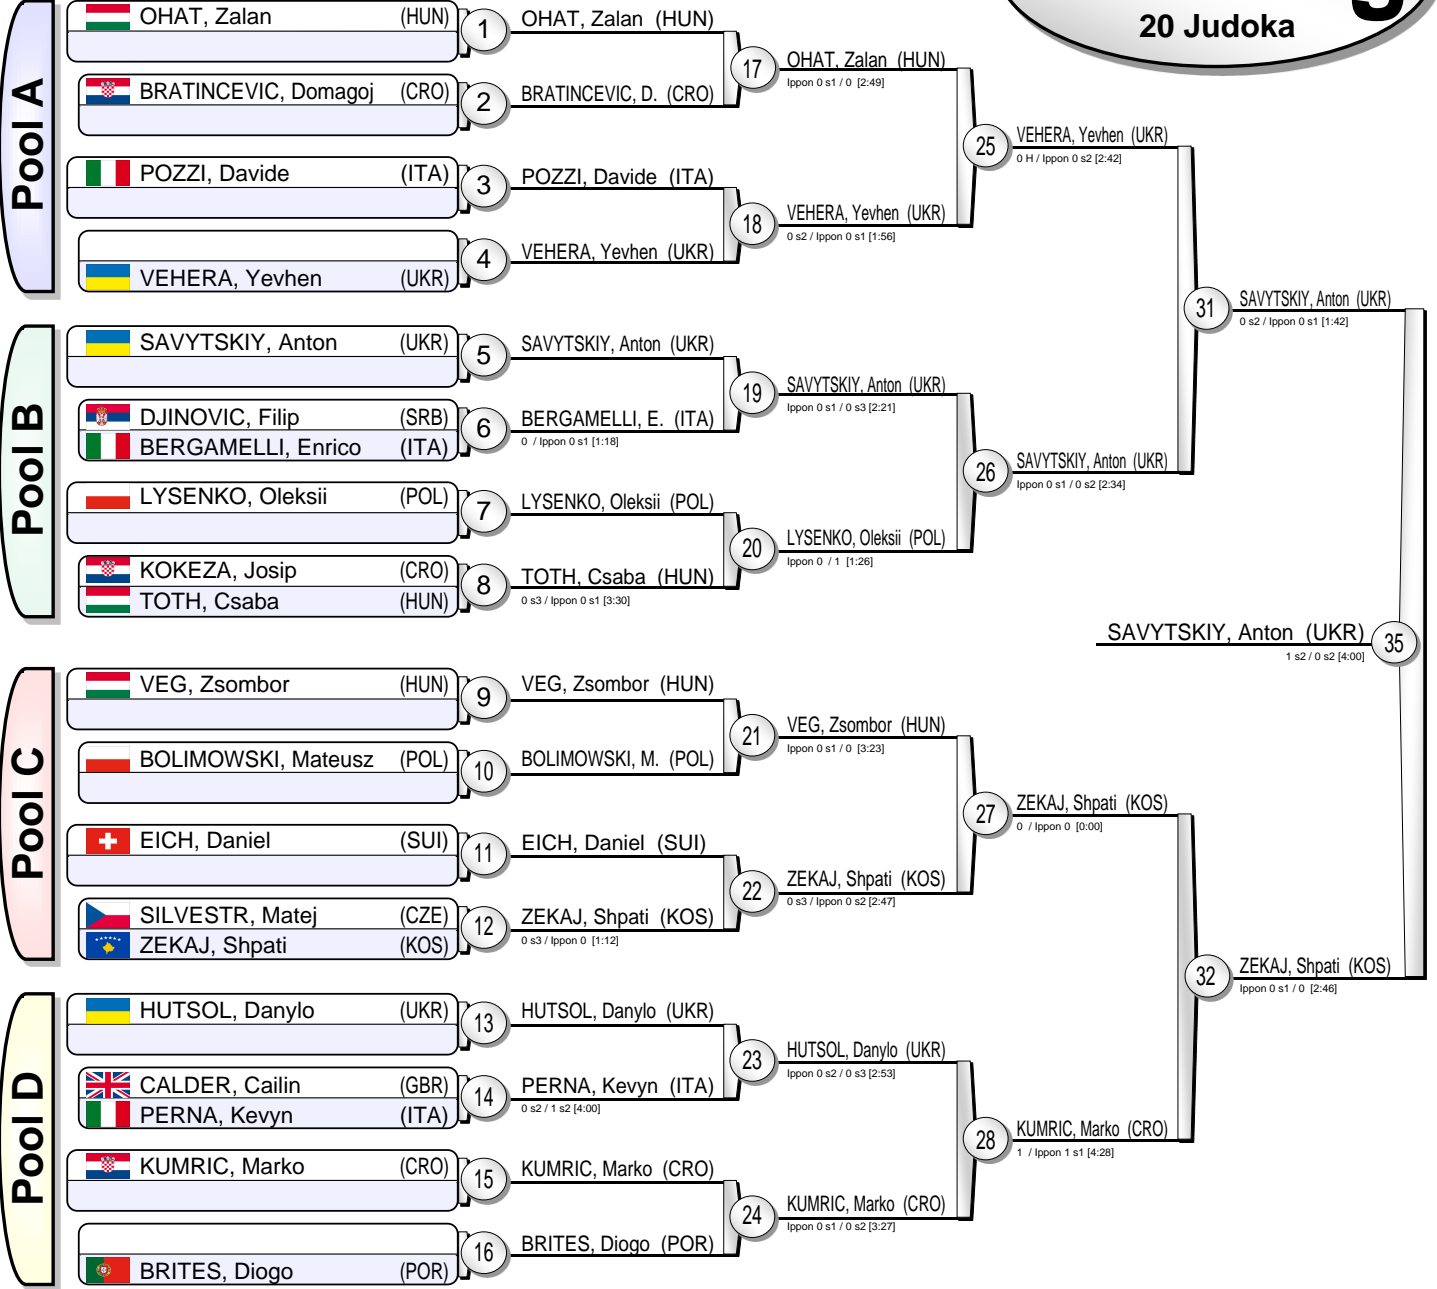 20 Judoka
Pool A
OHAT, Zalan (HUN)
1
BRATINCEVIC, Domagoj (CRO)
2
POZZI, Davide (ITA)
3
VEHERA, Yevhen (UKR)
4
Pool B
SAVYTSKIY, Anton (UKR)
5
DJINOVIC, Filip (SRB)
BERGAMELLI, Enrico (ITA)
6
LYSENKO, Oleksii (POL)
7
KOKEZA, Josip (CRO)
TOTH, Csaba (HUN)
8
Pool C
VEG, Zsombor (HUN)
9
BOLIMOWSKI, Mateusz (POL)
10
EICH, Daniel (SUI)
11
SILVESTR, Matej (CZE)
ZEKAJ, Shpati (KOS)
12
Pool D
HUTSOL, Danylo (UKR)
13
CALDER, Cailin (GBR)
PERNA, Kevyn (ITA)
14
KUMRIC, Marko (CRO)
15
BRITES, Diogo (POR)
16
OHAT, Zalan (HUN)
BRATINCEVIC, D. (CRO)
POZZI, Davide (ITA)
VEHERA, Yevhen (UKR)
SAVYTSKIY, Anton (UKR)
BERGAMELLI, E. (ITA)
0 / Ippon 0 s1 [1:18]
LYSENKO, Oleksii (POL)
TOTH, Csaba (HUN)
0 s3 / Ippon 0 s1 [3:30]
VEG, Zsombor (HUN)
BOLIMOWSKI, M. (POL)
EICH, Daniel (SUI)
ZEKAJ, Shpati (KOS)
0 s3 / Ippon 0 [1:12]
HUTSOL, Danylo (UKR)
PERNA, Kevyn (ITA)
0 s2 / 1 s2 [4:00]
KUMRIC, Marko (CRO)
BRITES, Diogo (POR)
17
OHAT, Zalan (HUN)
Ippon 0 s1 / 0 [2:49]
18
VEHERA, Yevhen (UKR)
0 s2 / Ippon 0 s1 [1:56]
19
SAVYTSKIY, Anton (UKR)
Ippon 0 s1 / 0 s3 [2:21]
20
LYSENKO, Oleksii (POL)
Ippon 0 / 1 [1:26]
21
VEG, Zsombor (HUN)
Ippon 0 s1 / 0 [3:23]
22
ZEKAJ, Shpati (KOS)
0 s3 / Ippon 0 s2 [2:47]
23
HUTSOL, Danylo (UKR)
Ippon 0 s2 / 0 s3 [2:53]
24
KUMRIC, Marko (CRO)
Ippon 0 s1 / 0 s2 [3:27]
25
VEHERA, Yevhen (UKR)
0 H / Ippon 0 s2 [2:42]
26
SAVYTSKIY, Anton (UKR)
Ippon 0 s1 / 0 s2 [2:34]
27
ZEKAJ, Shpati (KOS)
0 / Ippon 0 [0:00]
28
KUMRIC, Marko (CRO)
1 / Ippon 1 s1 [4:28]
31
SAVYTSKIY, Anton (UKR)
0 s2 / Ippon 0 s1 [1:42]
32
ZEKAJ, Shpati (KOS)
Ippon 0 s1 / 0 [2:46]
SAVYTSKIY, Anton (UKR)
35
1 s2 / 0 s2 [4:00]